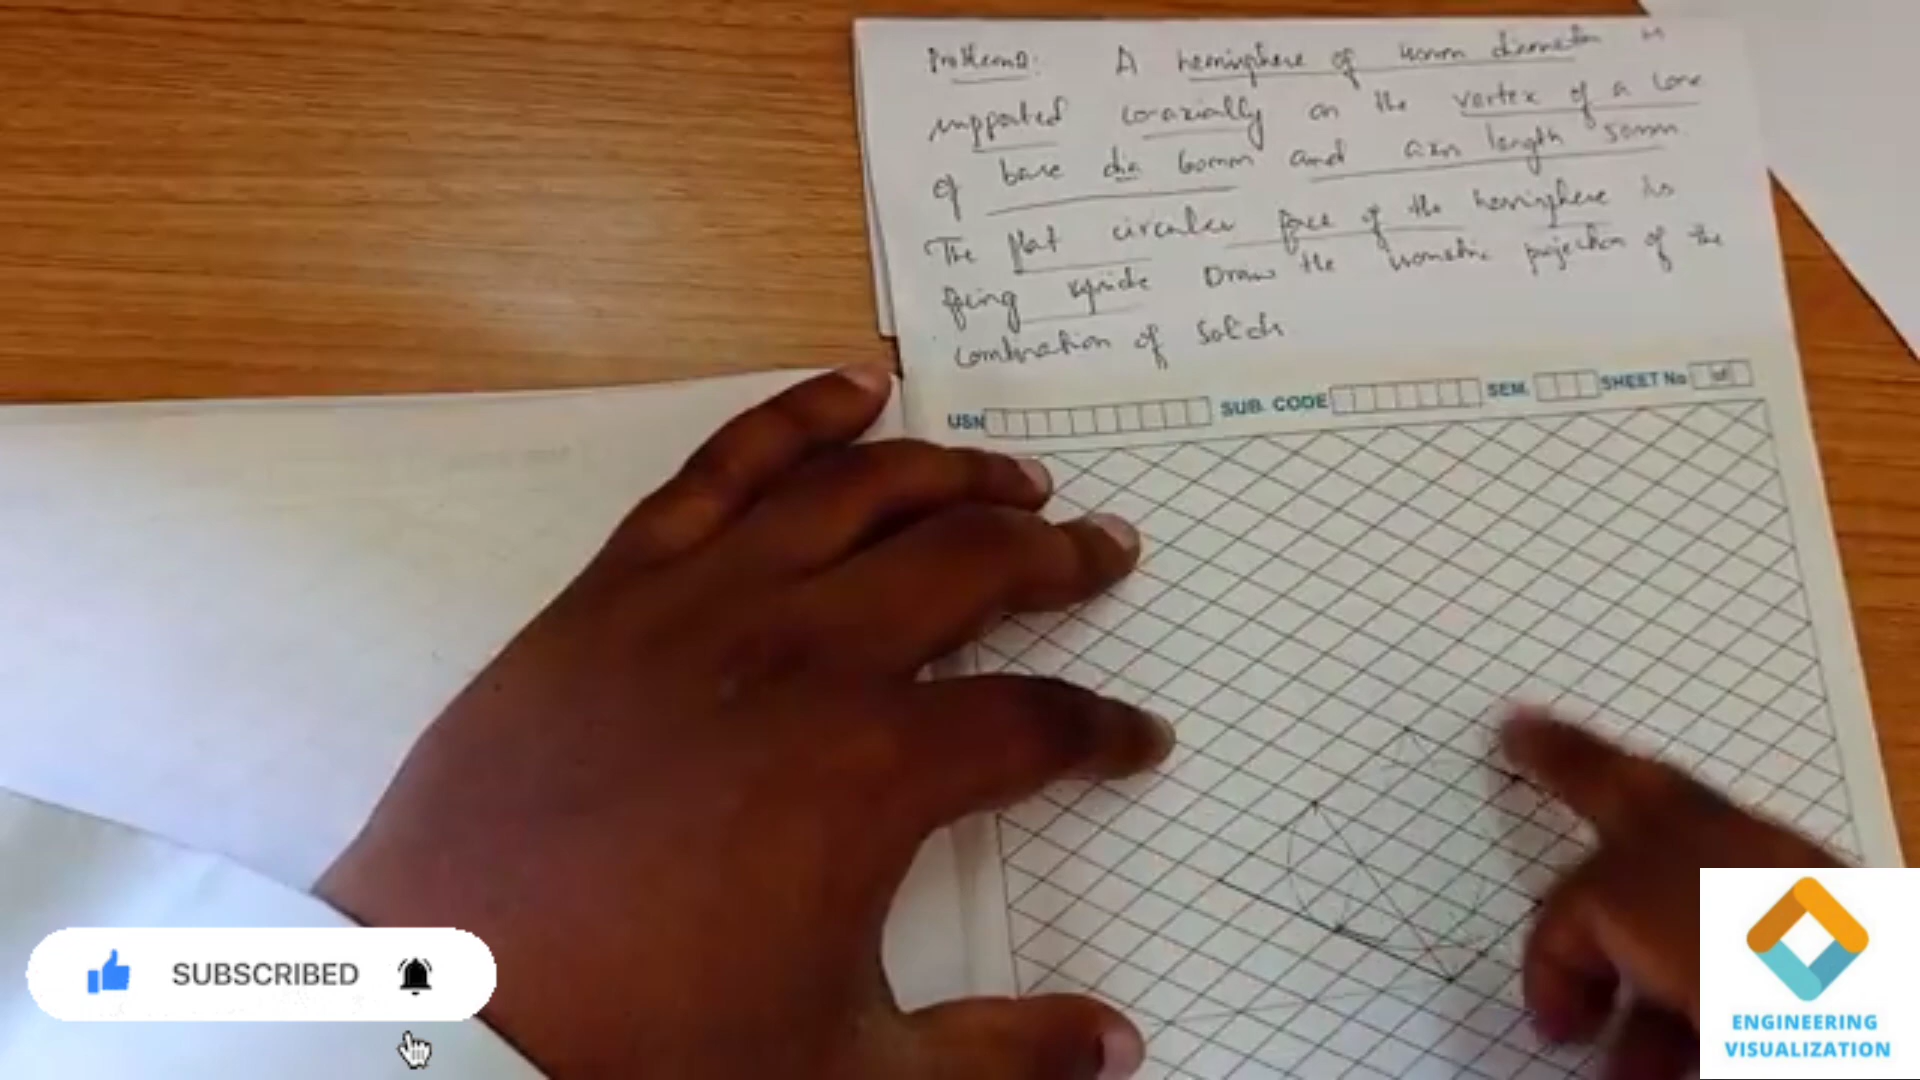 Problem: A hemisphere of 40mm diameter is
supported co-axially on the vertex of a cone
of base dia 60mm and axis length 50mm.
The flat circular face of the hemisphere is
facing upside Draw the isometric projection of the
combination of solids
USN SUB. CODE SEM. SHEET No
SUBSCRIBED
ENGINEERING
VISUALIZATION